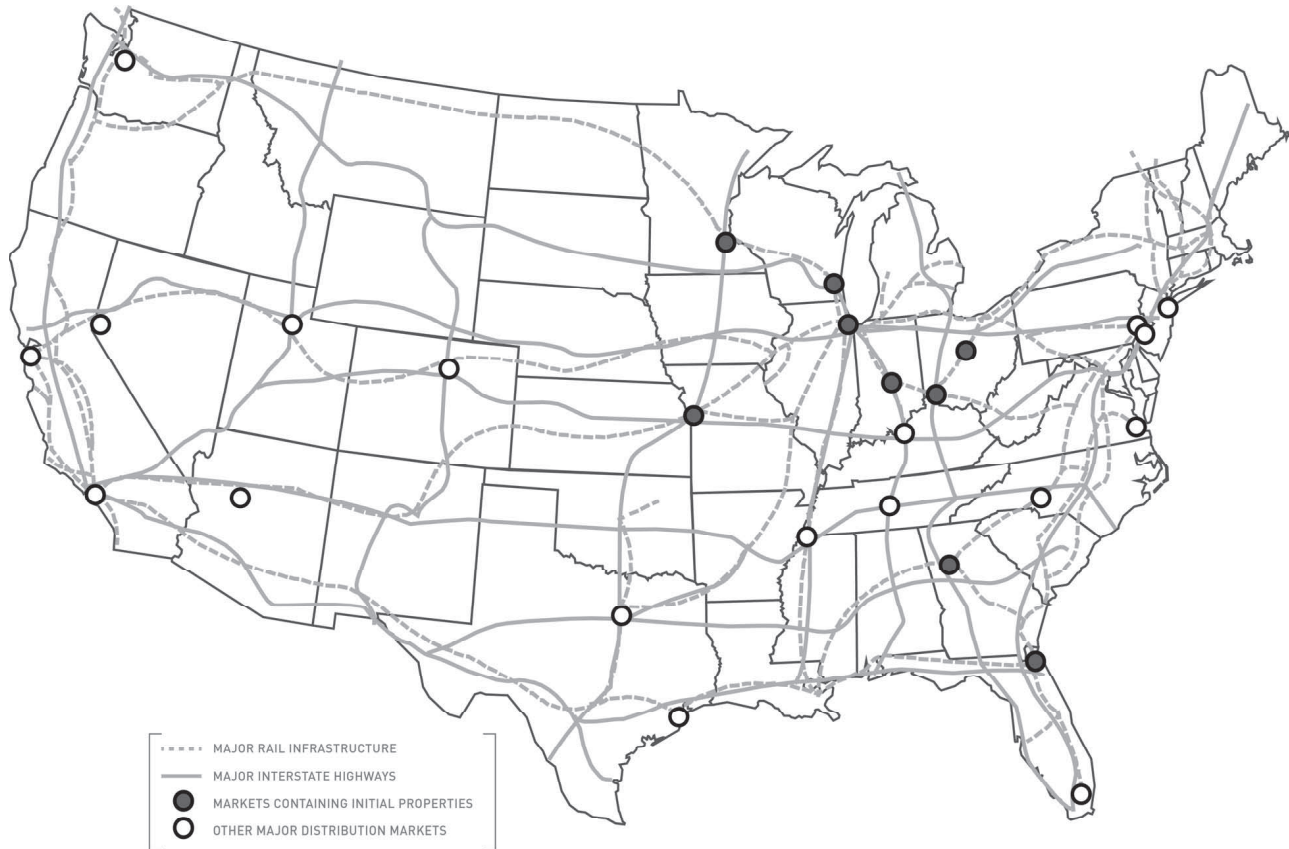 MAJOR RAIL INFRASTRUCTURE
MAJOR INTERSTATE HIGHWAYS
MARKETS CONTAINING INITIAL PROPERTIES
OTHER MAJOR DISTRIBUTION MARKETS